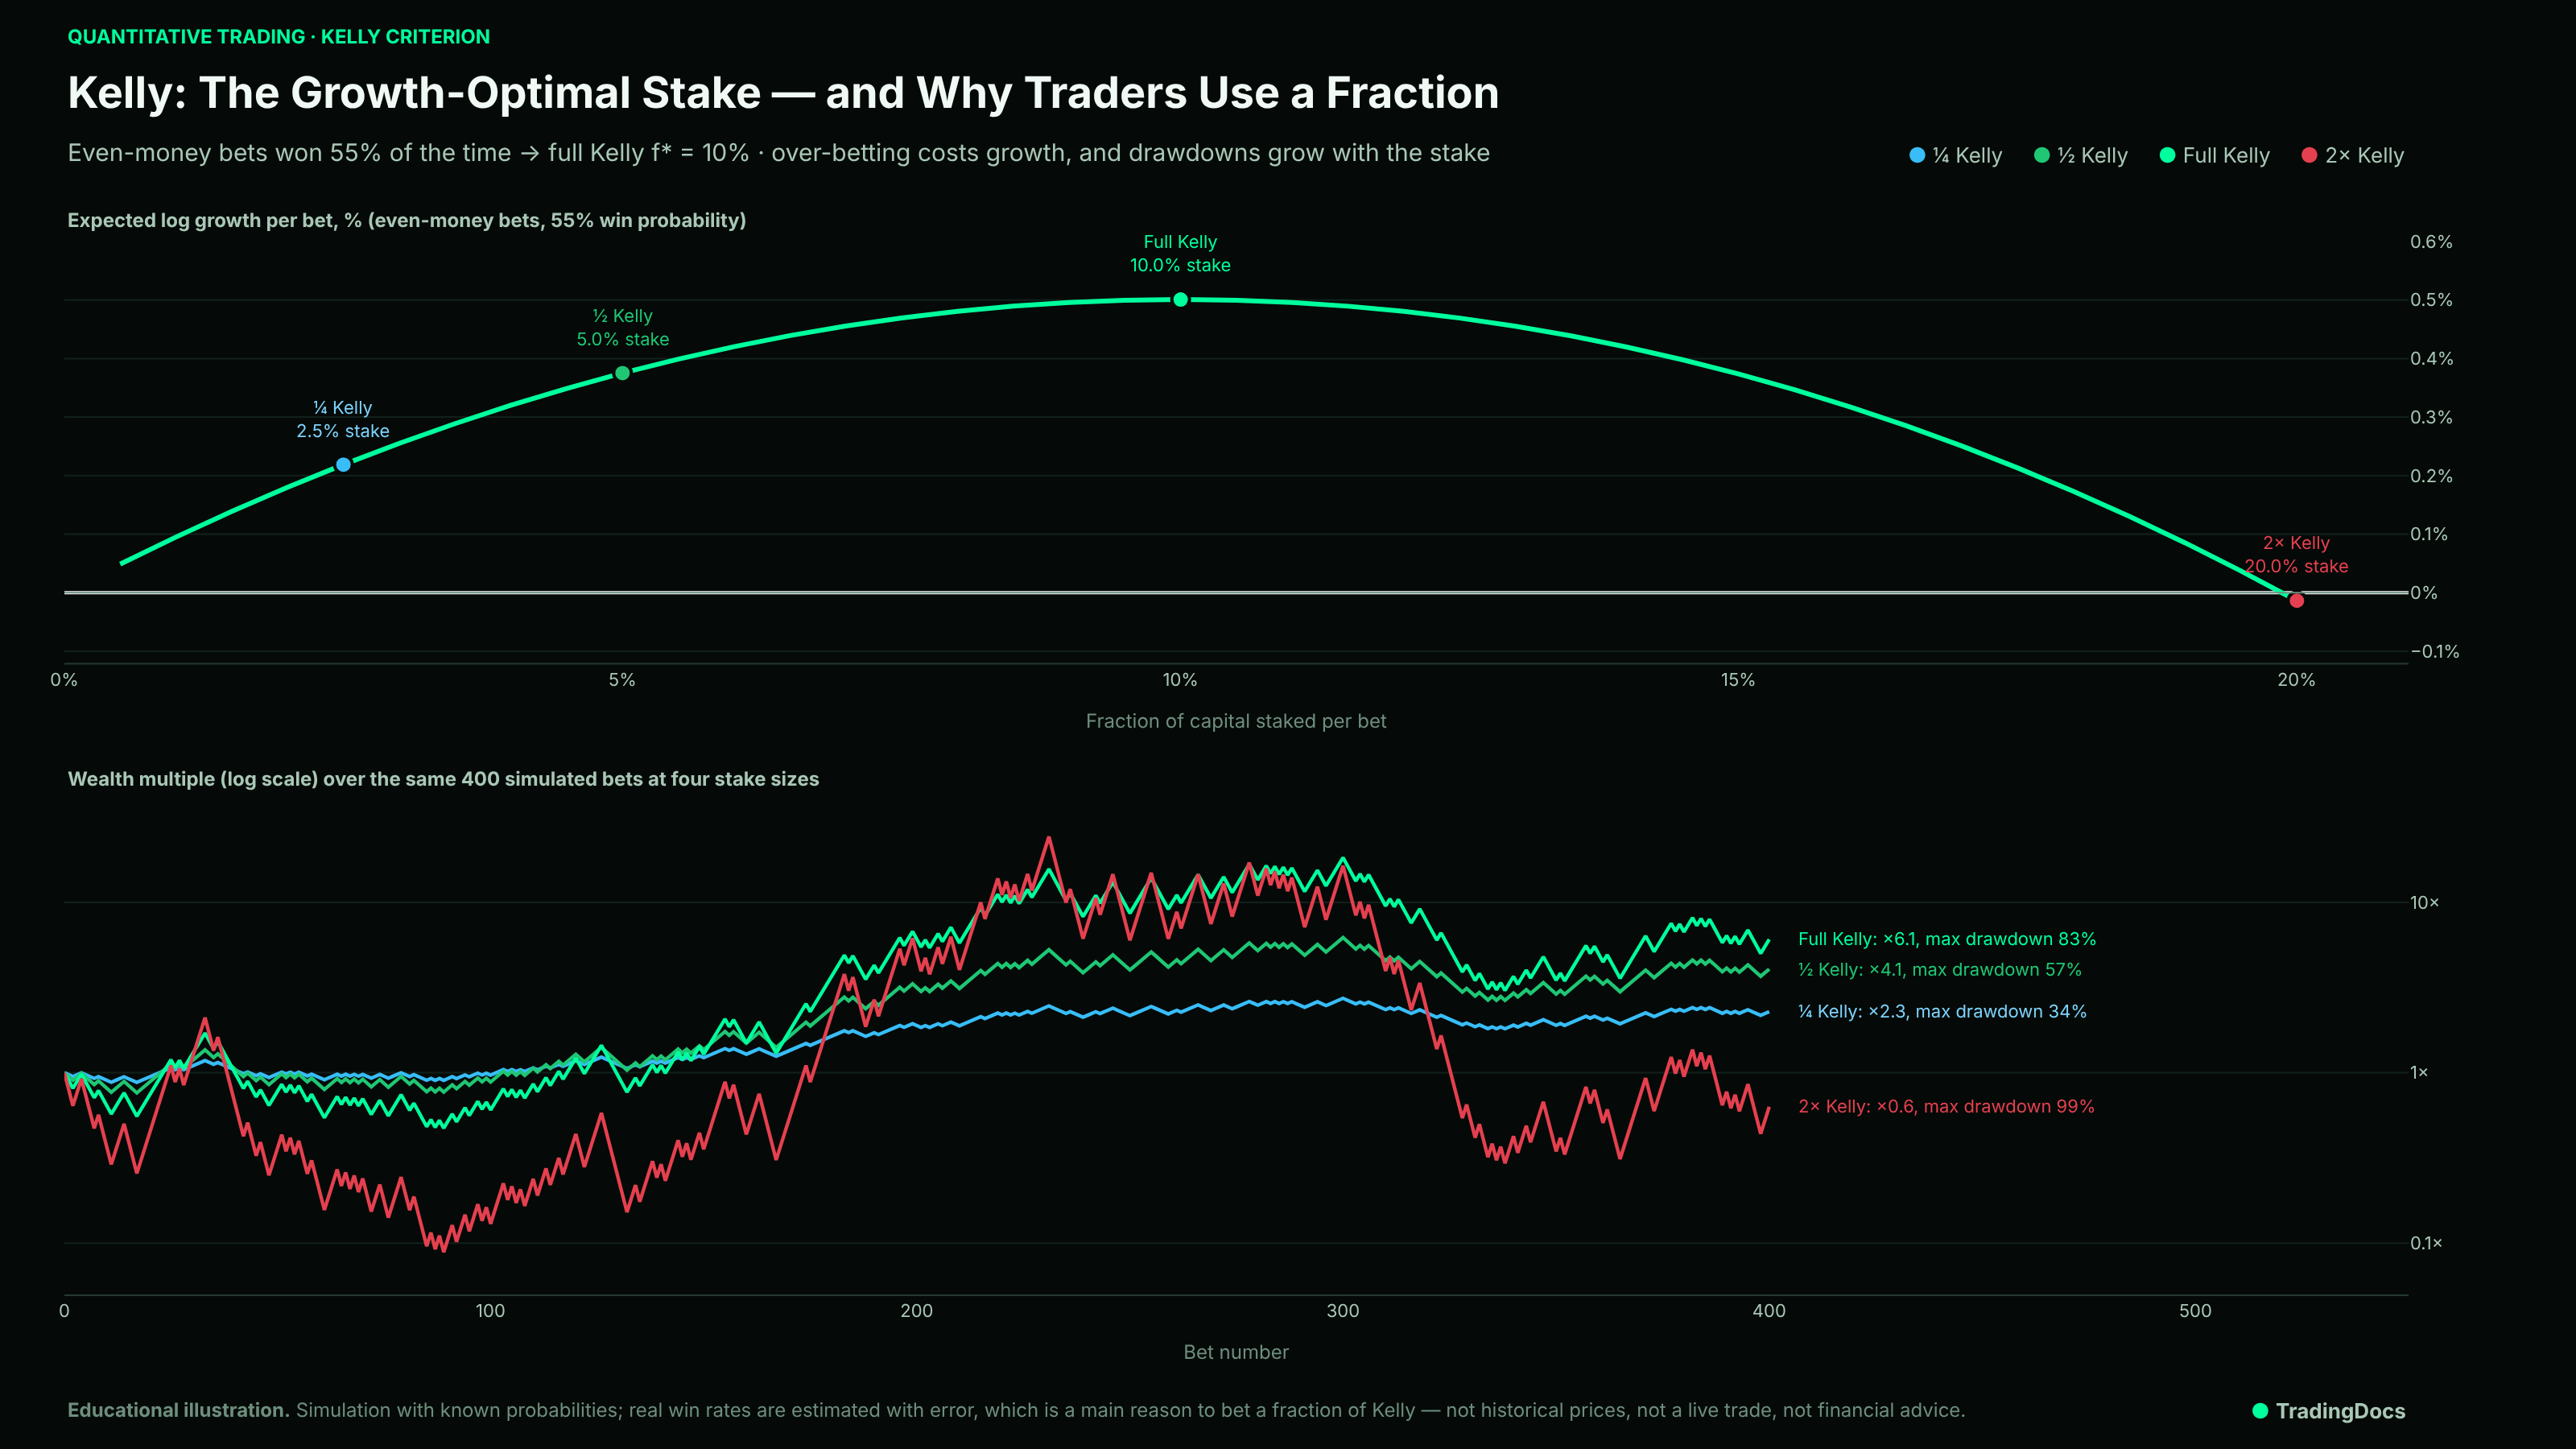 QUANTITATIVE TRADING · KELLY CRITERION
Kelly: The Growth-Optimal Stake — and Why Traders Use a Fraction
Even-money bets won 55% of the time → full Kelly f* = 10% · over-betting costs growth, and drawdowns grow with the stake
¼ Kelly
½ Kelly
Full Kelly
2× Kelly
Expected log growth per bet, % (even-money bets, 55% win probability)
Full Kelly
10.0% stake
½ Kelly
5.0% stake
¼ Kelly
2.5% stake
2× Kelly
20.0% stake
0.6%
0.5%
0.4%
0.3%
0.2%
0.1%
0%
−0.1%
0%
5%
10%
15%
20%
Fraction of capital staked per bet
Wealth multiple (log scale) over the same 400 simulated bets at four stake sizes
10×
1×
0.1×
Full Kelly: ×6.1, max drawdown 83%
½ Kelly: ×4.1, max drawdown 57%
¼ Kelly: ×2.3, max drawdown 34%
2× Kelly: ×0.6, max drawdown 99%
0
100
200
300
400
500
Bet number
Educational illustration. Simulation with known probabilities; real win rates are estimated with error, which is a main reason to bet a fraction of Kelly — not historical prices, not a live trade, not financial advice.
TradingDocs